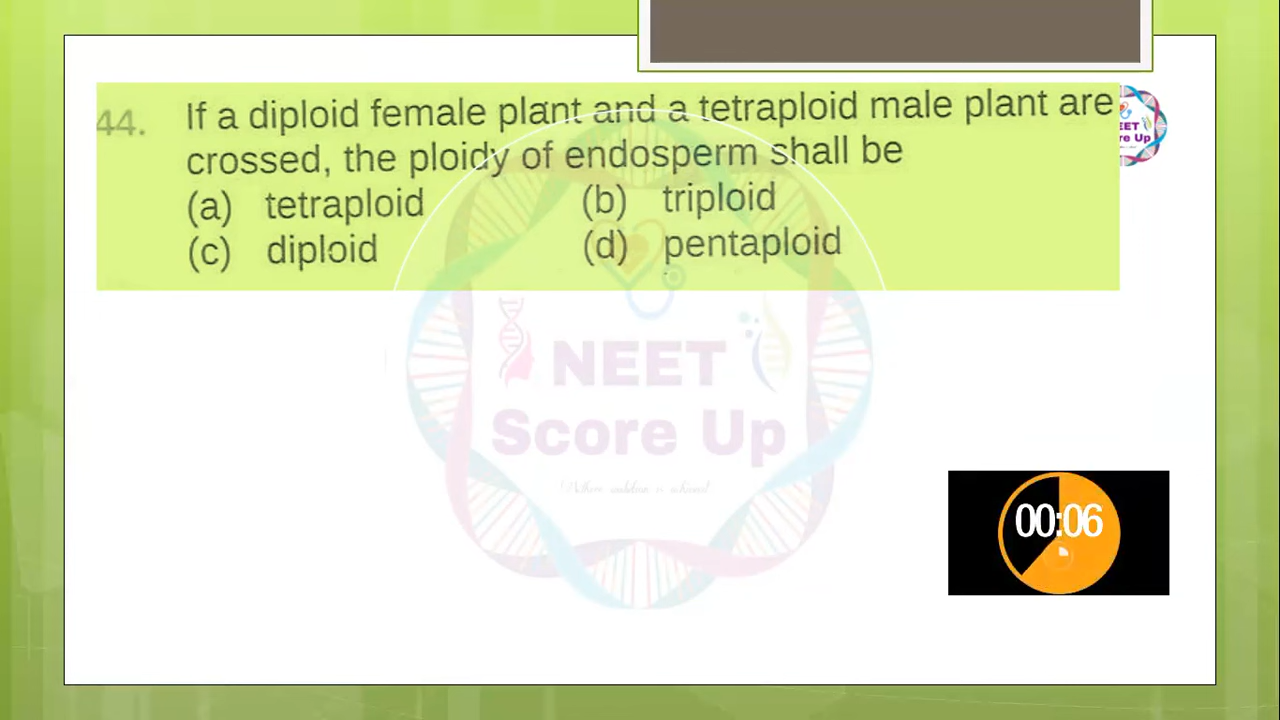 44. If a diploid female plant and a tetraploid male plant are
crossed, the ploidy of endosperm shall be
(a) tetraploid (b) triploid
(c) diploid (d) pentaploid
NEET
Score Up
00:06